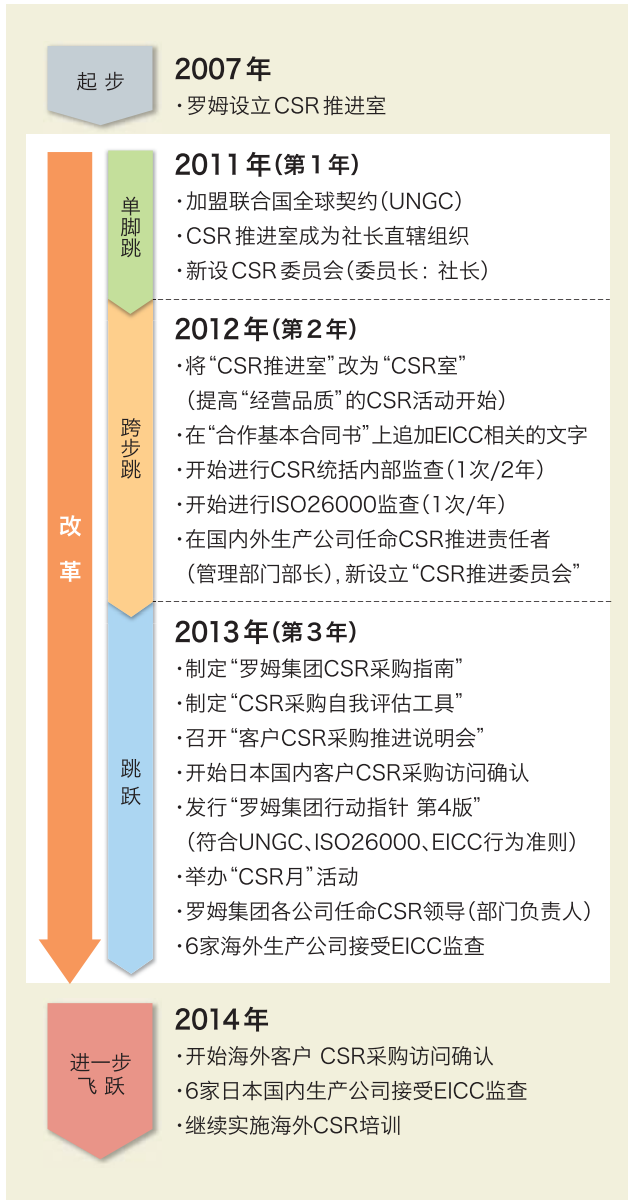 起步
2007年
·罗姆设立CSR推进室
改革
单脚跳
2011年(第1年)
·加盟联合国全球契约(UNGC)
·CSR推进室成为社长直辖组织
·新设CSR委员会(委员长: 社长)
跨步跳
2012年(第2年)
·将“CSR推进室”改为“CSR室”
(提高“经营品质”的CSR活动开始)
·在“合作基本合同书”上追加EICC相关的文字
·开始进行CSR统括内部监查(1次/2年)
·开始进行ISO26000监查(1次/年)
·在国内外生产公司任命CSR推进责任者
(管理部门部长), 新设立“CSR推进委员会”
跳跃
2013年(第3年)
·制定“罗姆集团CSR采购指南”
·制定“CSR采购自我评估工具”
·召开“客户CSR采购推进说明会”
·开始日本国内客户CSR采购访问确认
·发行“罗姆集团行动指针 第4版”
(符合UNGC、ISO26000、EICC行为准则)
·举办“CSR月”活动
·罗姆集团各公司任命CSR领导(部门负责人)
·6家海外生产公司接受EICC监查
进一步
飞跃
2014年
·开始海外客户 CSR采购访问确认
·6家日本国内生产公司接受EICC监查
·继续实施海外CSR培训